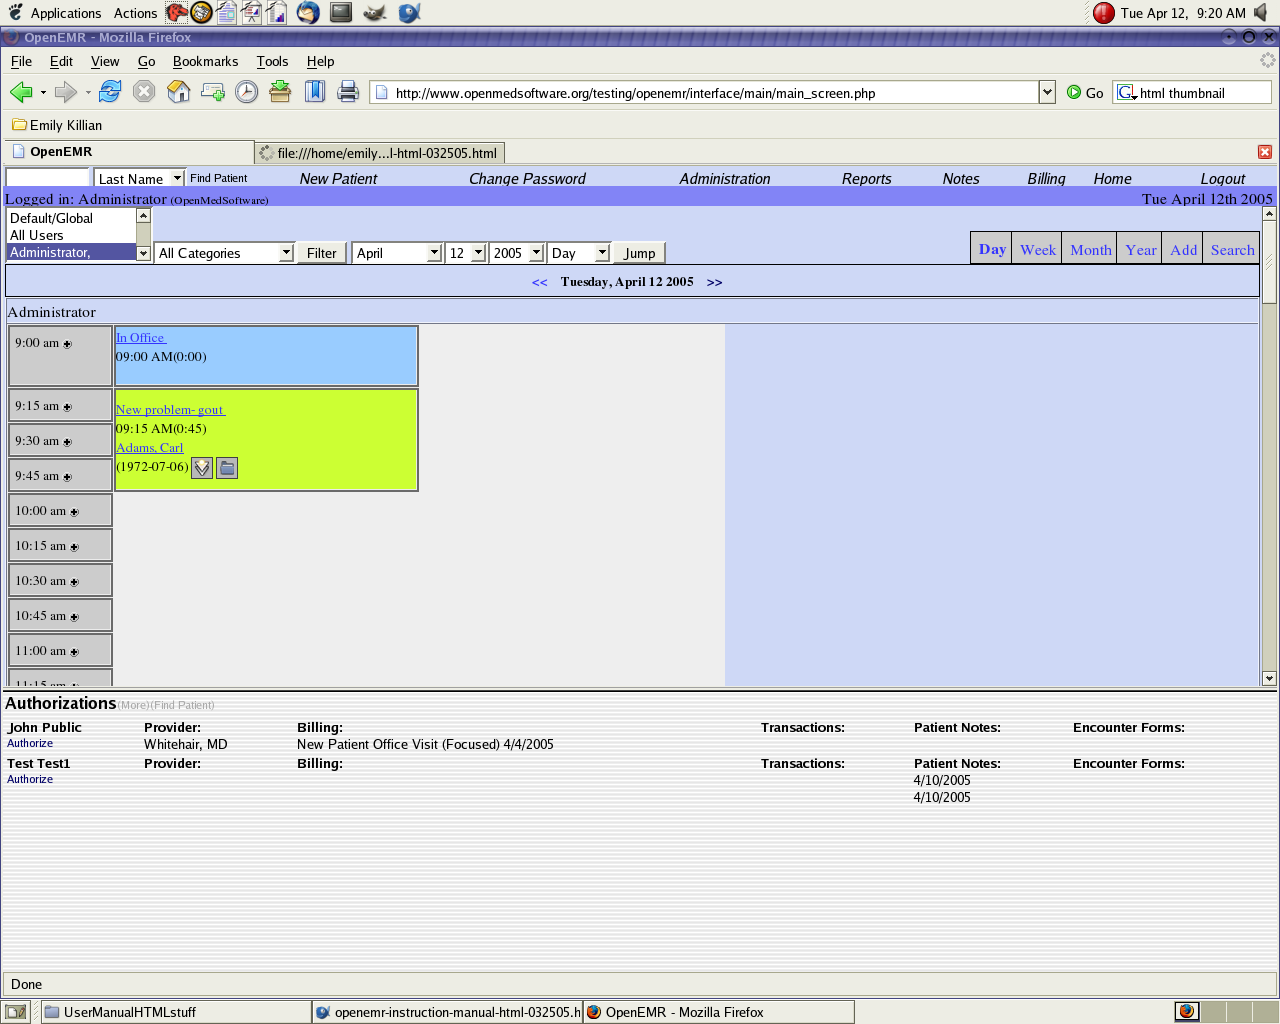 Applications Actions Tue Apr 12, 9:20 AM
OpenEMR - Mozilla Firefox
File Edit View Go Bookmarks Tools Help
http://www.openmedsoftware.org/testing/openemr/interface/main/main_screen.php Go G html thumbnail
Emily Killian
OpenEMR file:///home/emily...l-html-032505.html
Last Name Find Patient New Patient Change Password Administration Reports Notes Billing Home Logout
Logged in: Administrator (OpenMedSoftware) Tue April 12th 2005
Default/Global
All Users
Administrator,
All Categories Filter April 12 2005 Day Jump Day Week Month Year Add Search
<< Tuesday, April 12 2005 >>
Administrator
9:00 am In Office
09:00 AM(0:00)
9:15 am New problem- gout
09:15 AM(0:45)
9:30 am Adams, Carl
9:45 am (1972-07-06)
10:00 am
10:15 am
10:30 am
10:45 am
11:00 am
11:15 am
Authorizations(More)(Find Patient)
John Public Provider: Billing: Transactions: Patient Notes: Encounter Forms:
Authorize Whitehair, MD New Patient Office Visit (Focused) 4/4/2005
Test Test1 Provider: Billing: Transactions: Patient Notes: Encounter Forms:
Authorize 4/10/2005
4/10/2005
Done
UserManualHTMLstuff openemr-instruction-manual-html-032505.h OpenEMR - Mozilla Firefox